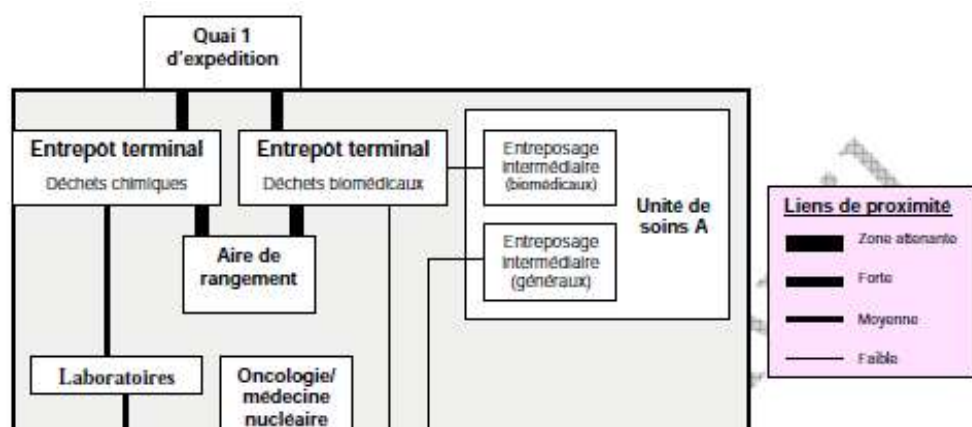 Quai 1
d'expédition
Entrepôt terminal
Déchets chimiques
Entrepôt terminal
Déchets biomédicaux
Entreposage
intermédiaire
(biomédicaux)
Unité de
soins A
Entreposage
intermédiaire
(généraux)
Aire de
rangement
Laboratoires
Oncologie/
médecine
nucléaire
Liens de proximité
Zone attenante
Forte
Moyenne
Faible